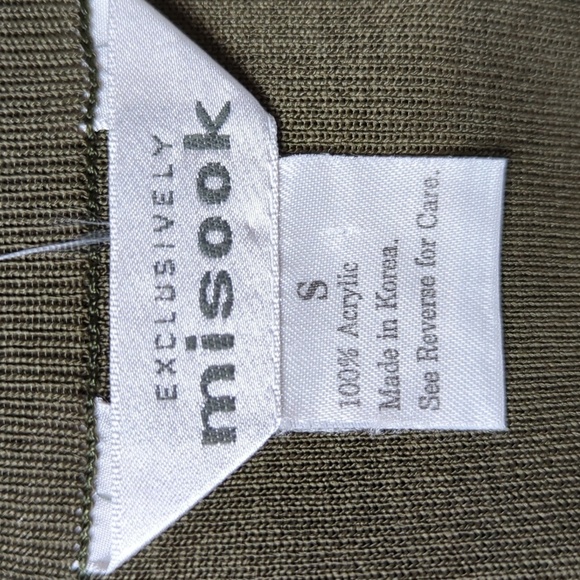 EXCLUSIVELY
misook
S
100% Acrylic
Made in Korea.
See Reverse for Care.